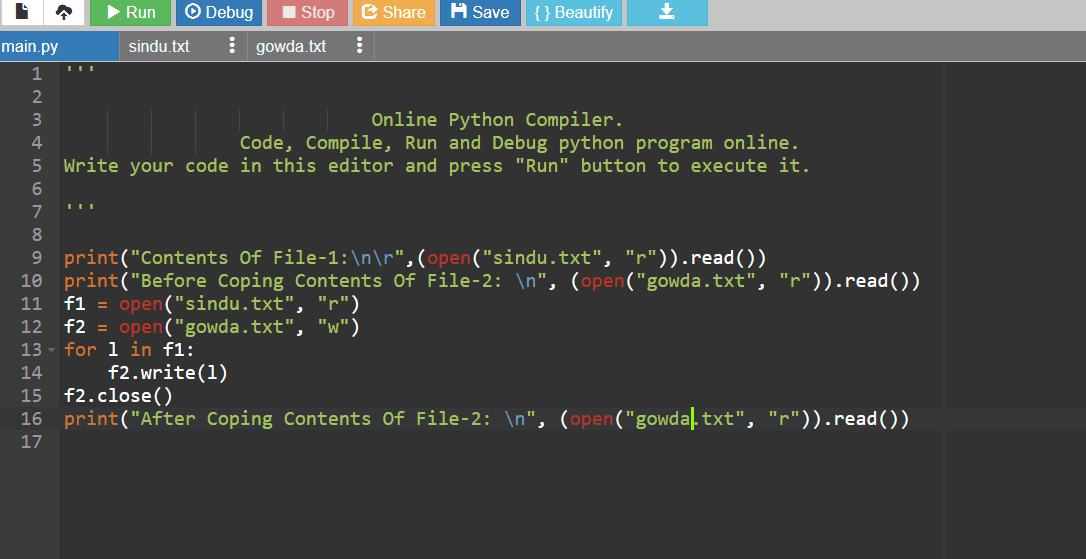 Run Debug Stop Share Save { } Beautify
main.py sindu.txt gowda.txt
1 '''
2
3 Online Python Compiler.
4 Code, Compile, Run and Debug python program online.
5 Write your code in this editor and press "Run" button to execute it.
6
7 '''
8
9 print("Contents Of File-1:\n\r",(open("sindu.txt", "r")).read())
10 print("Before Coping Contents Of File-2: \n", (open("gowda.txt", "r")).read())
11 f1 = open("sindu.txt", "r")
12 f2 = open("gowda.txt", "w")
13 for l in f1:
14 f2.write(l)
15 f2.close()
16 print("After Coping Contents Of File-2: \n", (open("gowda.txt", "r")).read())
17